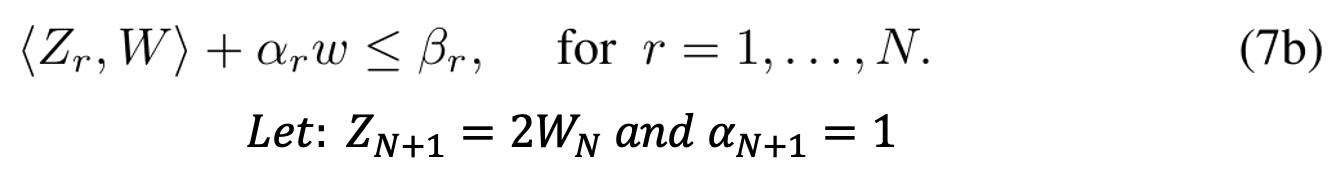 ⟨Z_r, W⟩ + α_r w ≤ β_r, for r = 1, . . . , N. (7b)
Let: Z_{N+1} = 2W_N and α_{N+1} = 1